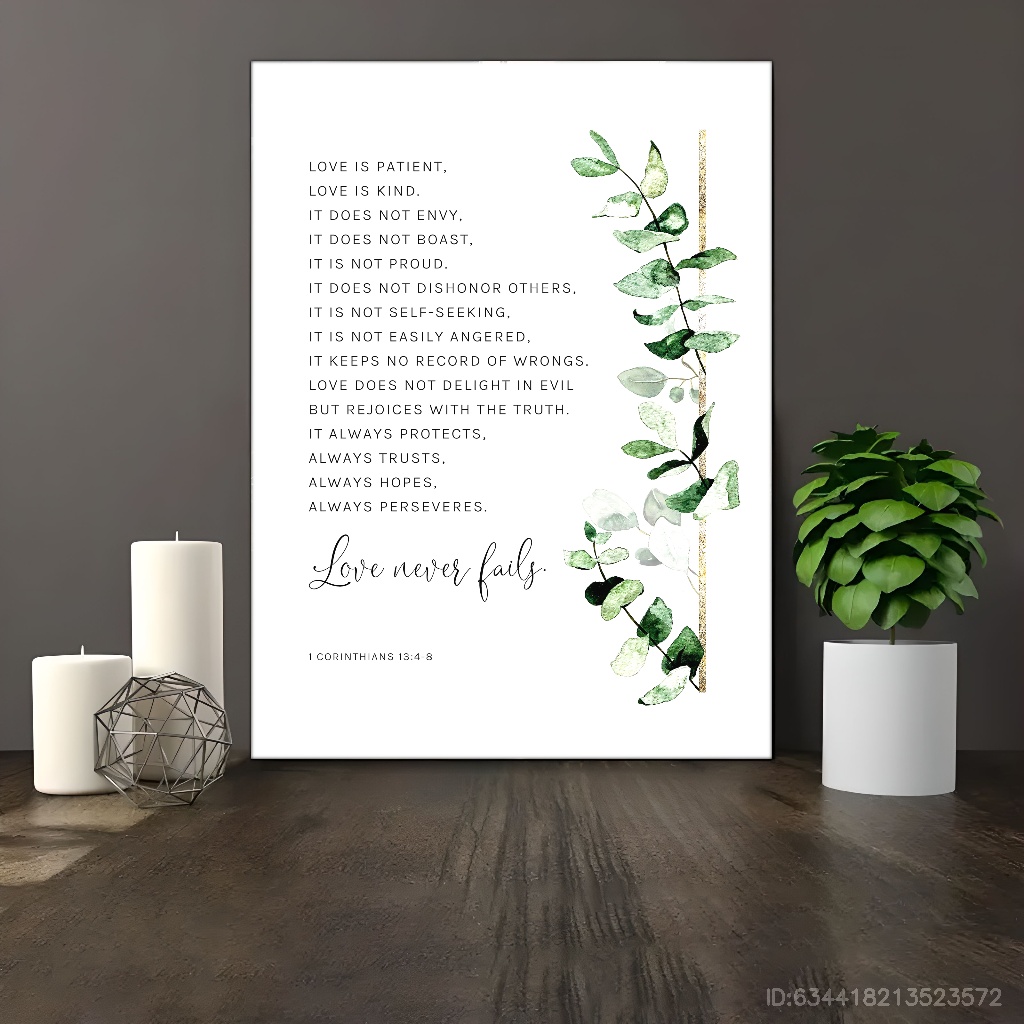 LOVE IS PATIENT,
LOVE IS KIND.
IT DOES NOT ENVY,
IT DOES NOT BOAST,
IT IS NOT PROUD.
IT DOES NOT DISHONOR OTHERS,
IT IS NOT SELF-SEEKING,
IT IS NOT EASILY ANGERED,
IT KEEPS NO RECORD OF WRONGS.
LOVE DOES NOT DELIGHT IN EVIL
BUT REJOICES WITH THE TRUTH.
IT ALWAYS PROTECTS,
ALWAYS TRUSTS,
ALWAYS HOPES,
ALWAYS PERSEVERES.
Love never fails.
1 CORINTHIANS 13:4-8
ID:634418213523572